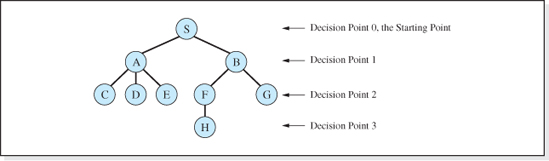 S Decision Point 0, the Starting Point
A B Decision Point 1
C D E F G Decision Point 2
H Decision Point 3